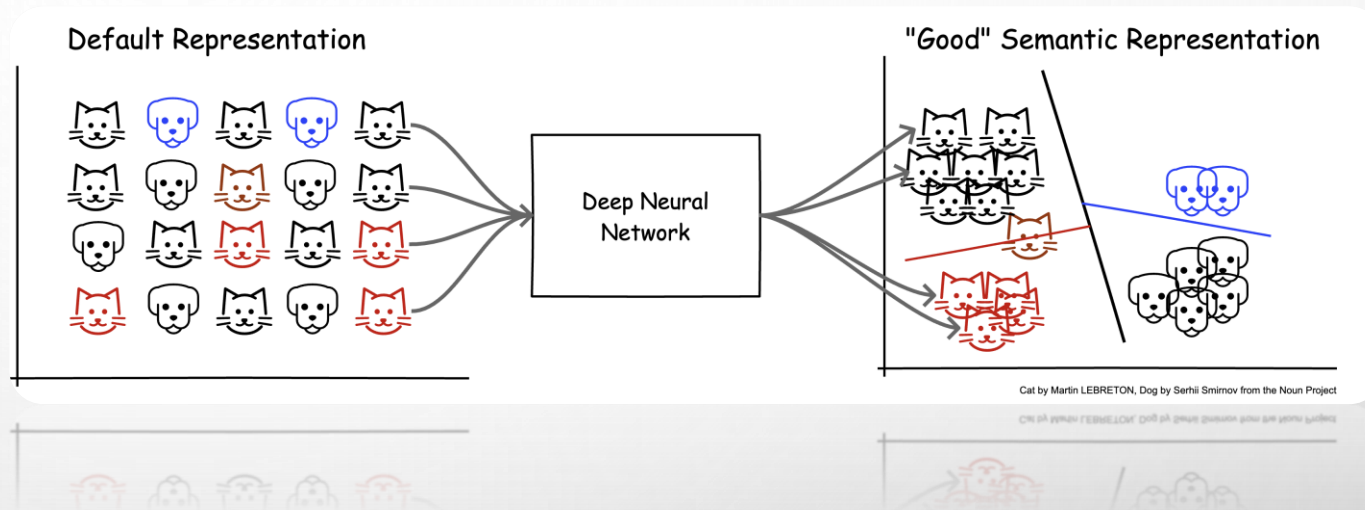 Default Representation
"Good" Semantic Representation
Deep Neural
Network
Cat by Martin LEBRETON, Dog by Serhii Smirnov from the Noun Project